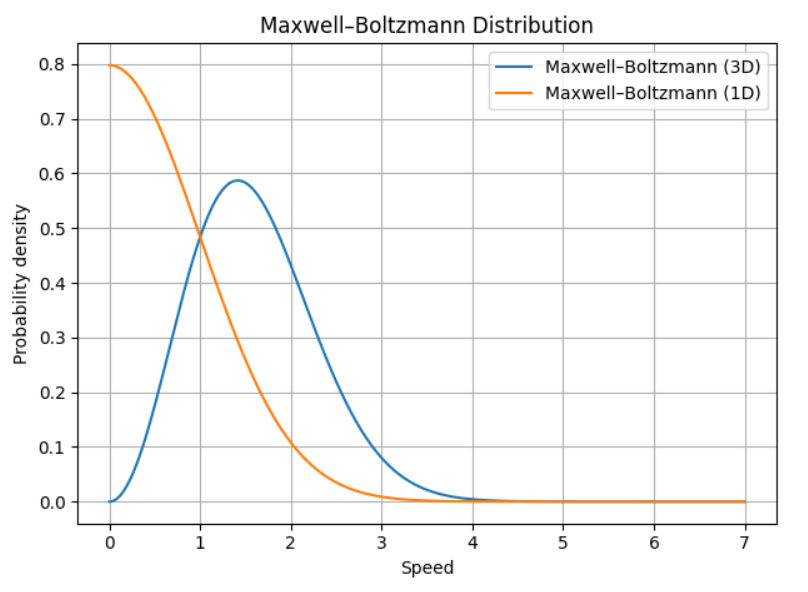 Maxwell–Boltzmann Distribution
Maxwell–Boltzmann (3D)
Maxwell–Boltzmann (1D)
Probability density
0.8
0.7
0.6
0.5
0.4
0.3
0.2
0.1
0.0
0 1 2 3 4 5 6 7
Speed